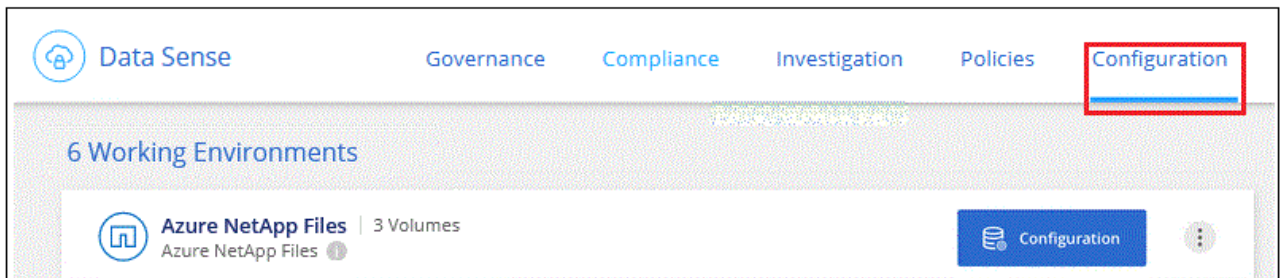 Data Sense Governance Compliance Investigation Policies Configuration
6 Working Environments
Azure NetApp Files | 3 Volumes
Azure NetApp Files
Configuration